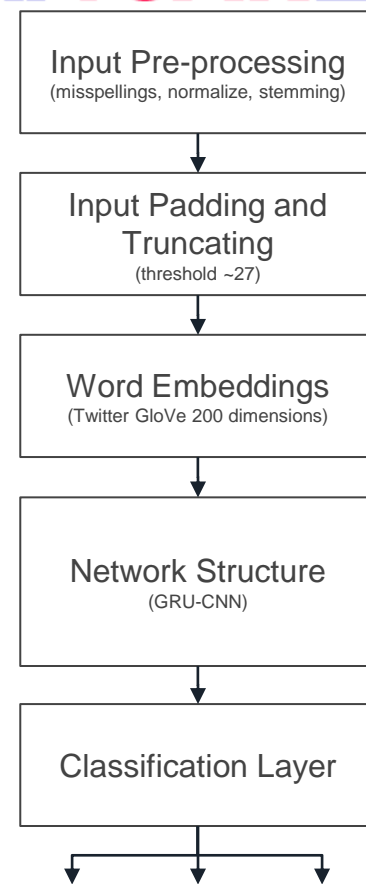 Input Pre-processing
(misspellings, normalize, stemming)
Input Padding and
Truncating
(threshold ~27)
Word Embeddings
(Twitter GloVe 200 dimensions)
Network Structure
(GRU-CNN)
Classification Layer